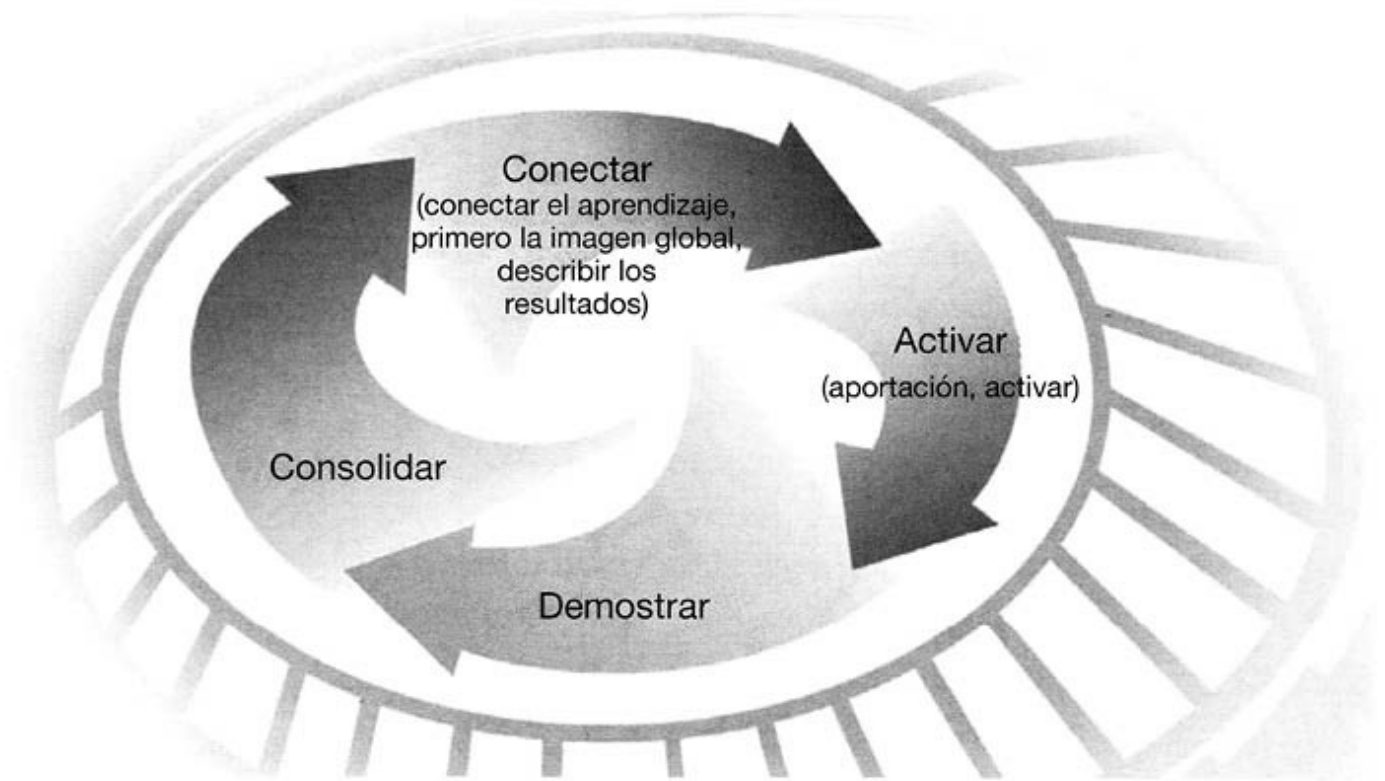 Conectar
(conectar el aprendizaje,
primero la imagen global,
describir los
resultados)
Activar
(aportación, activar)
Consolidar
Demostrar